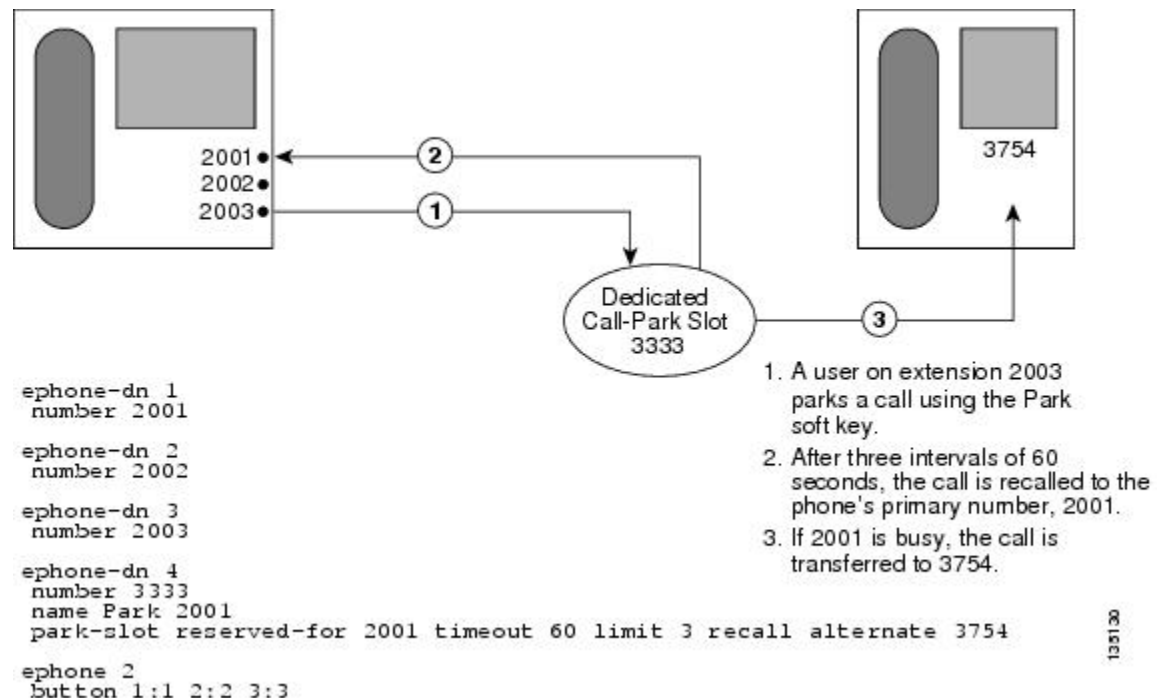 2001
2002
2003
2
1
3754
Dedicated
Call-Park Slot
3333
3
1. A user on extension 2003
parks a call using the Park
soft key.
2. After three intervals of 60
seconds, the call is recalled to the
phone's primary number, 2001.
3. If 2001 is busy, the call is
transferred to 3754.
ephone-dn 1
number 2001
ephone-dn 2
number 2002
ephone-dn 3
number 2003
ephone-dn 4
number 3333
name Park 2001
park-slot reserved-for 2001 timeout 60 limit 3 recall alternate 3754
ephone 2
button 1:1 2:2 3:3
135130